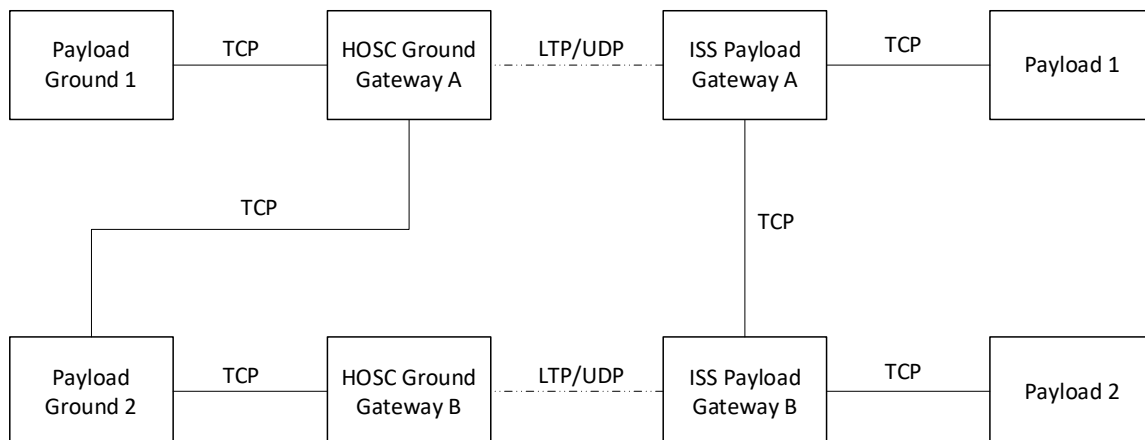 Payload
Ground 1
TCP
HOSC Ground
Gateway A
LTP/UDP
ISS Payload
Gateway A
TCP
Payload 1
TCP
TCP
Payload
Ground 2
TCP
HOSC Ground
Gateway B
LTP/UDP
ISS Payload
Gateway B
TCP
Payload 2